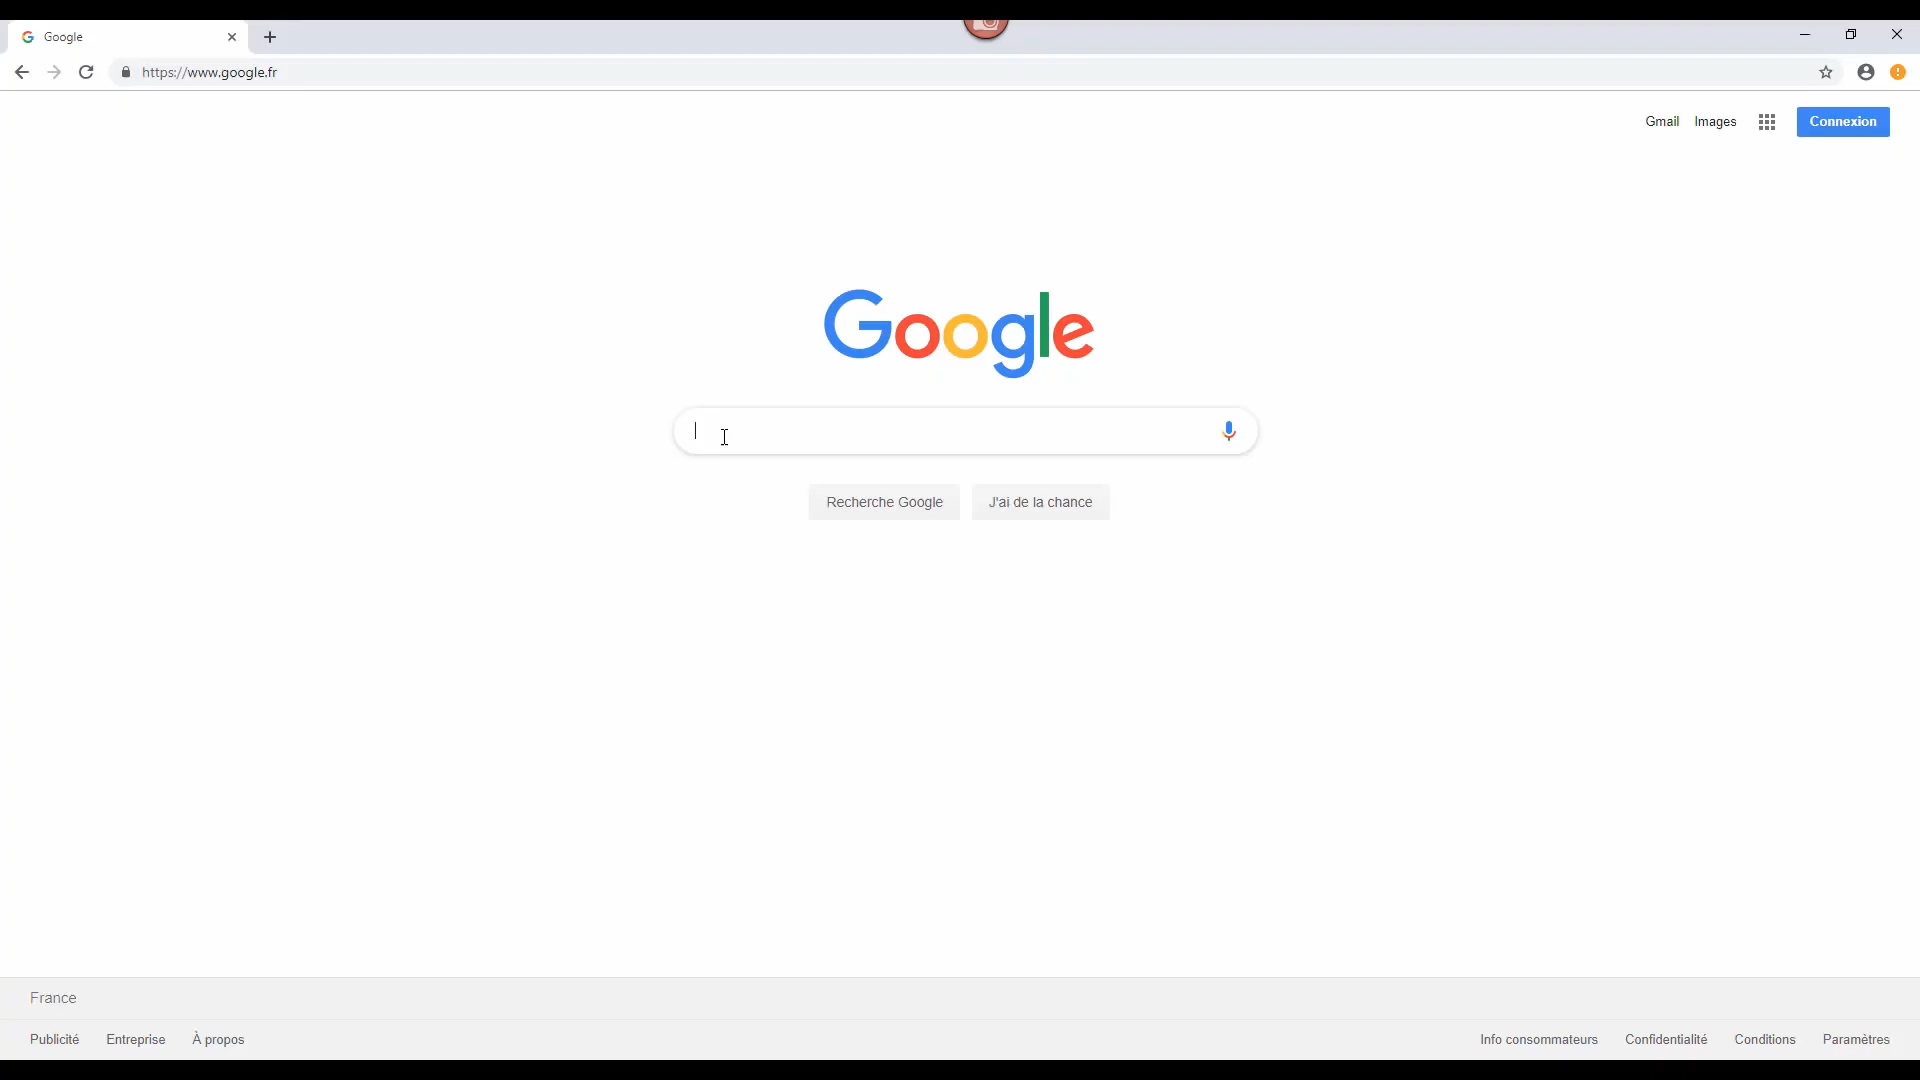 Google
https://www.google.fr
Gmail Images Connexion
Google
Recherche Google J'ai de la chance
France
Publicité Entreprise À propos Info consommateurs Confidentialité Conditions Paramètres